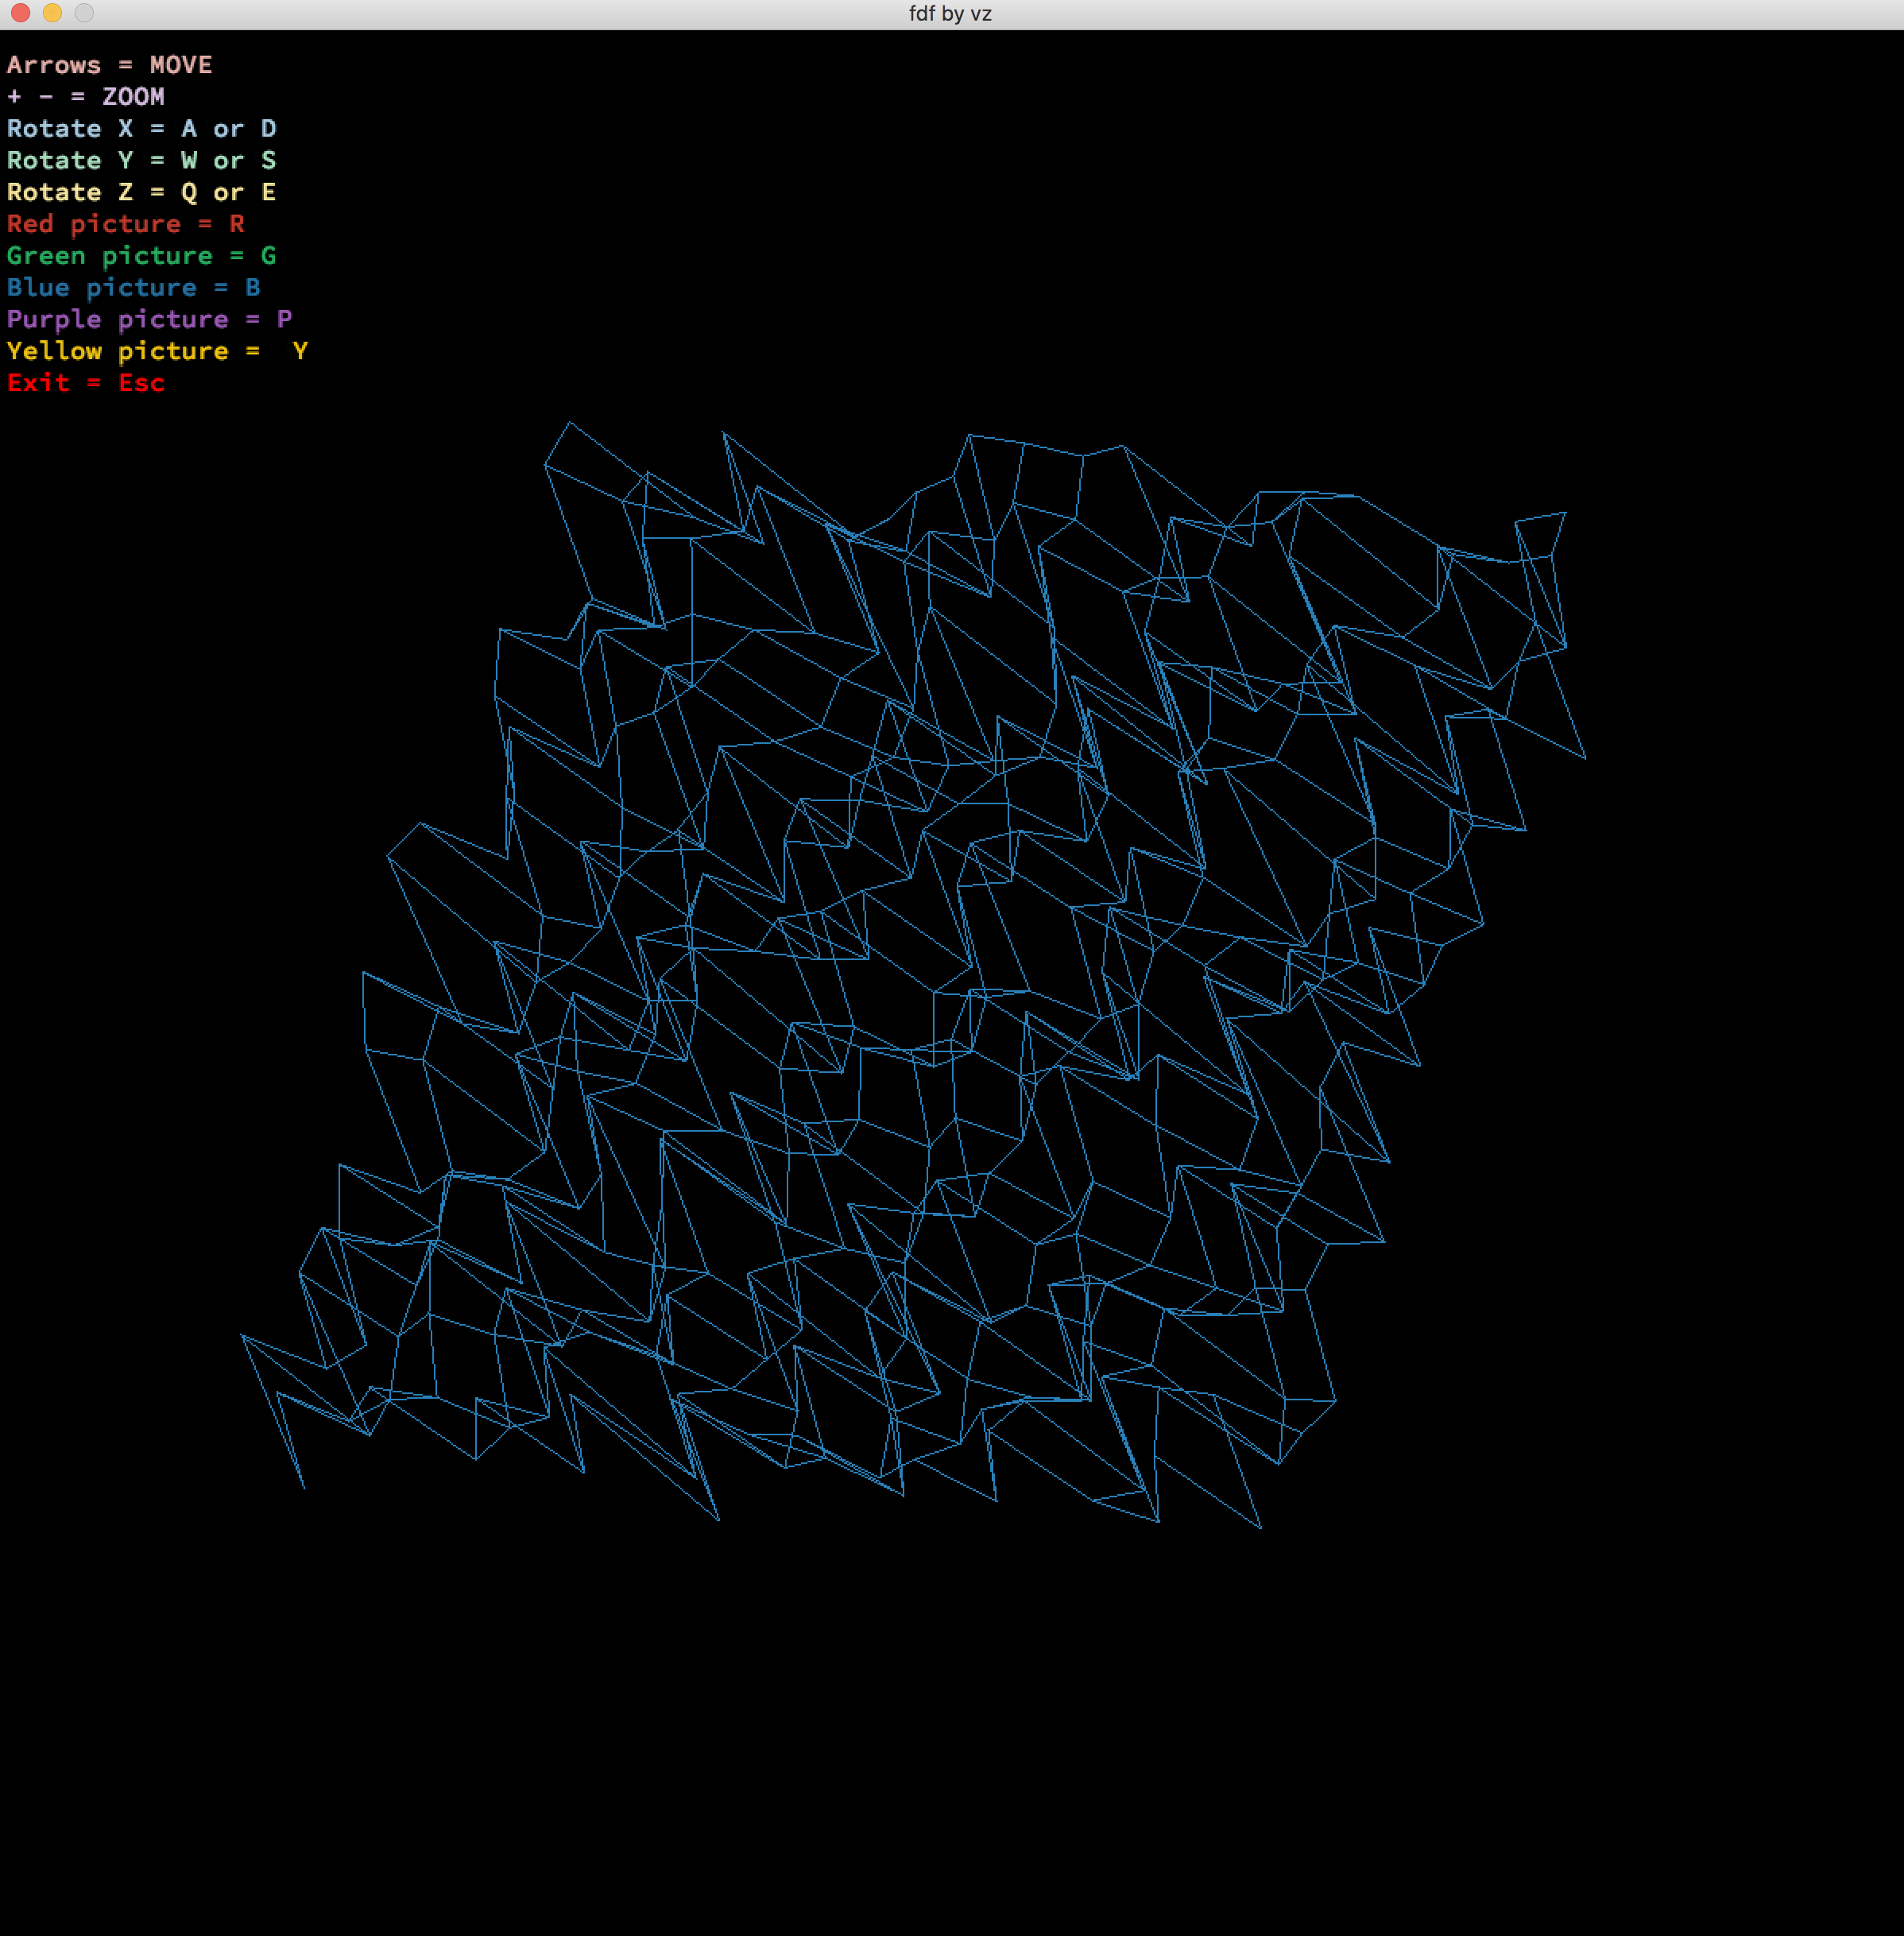 fdf by vz
Arrows = MOVE
+ - = ZOOM
Rotate X = A or D
Rotate Y = W or S
Rotate Z = Q or E
Red picture = R
Green picture = G
Blue picture = B
Purple picture = P
Yellow picture =  Y
Exit = Esc